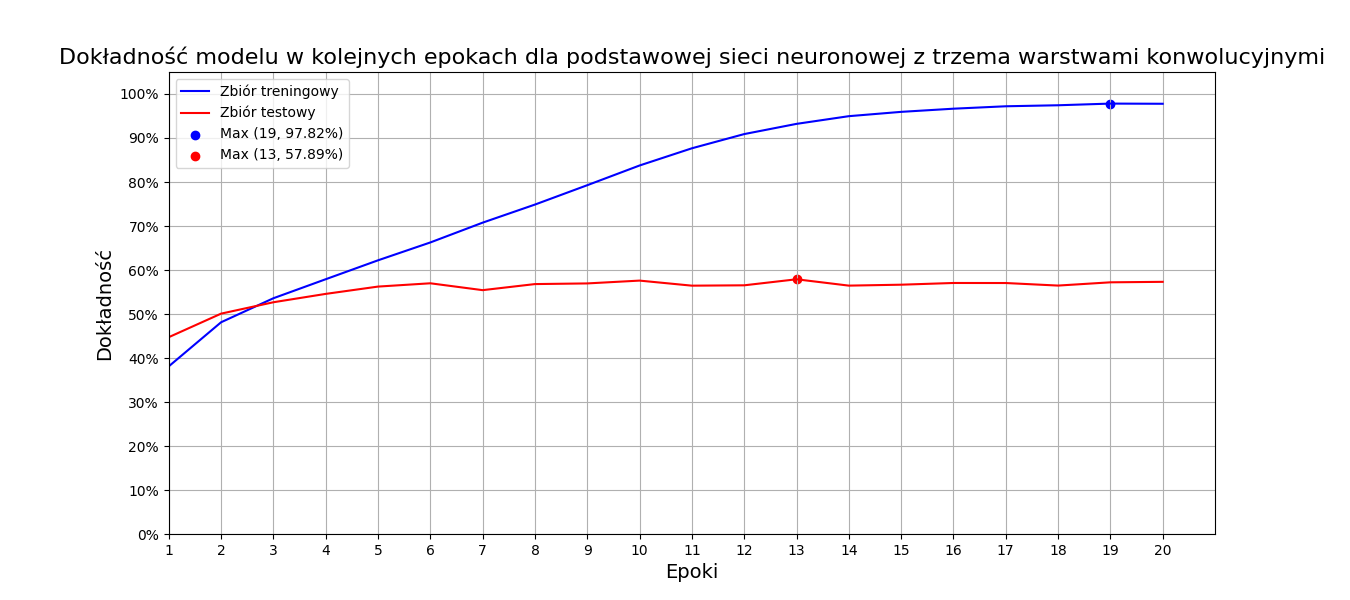 Dokładność modelu w kolejnych epokach dla podstawowej sieci neuronowej z trzema warstwami konwolucyjnymi
Zbiór treningowy
Zbiór testowy
Max (19, 97.82%)
Max (13, 57.89%)
100%
90%
80%
70%
60%
50%
40%
30%
20%
10%
0%
Dokładność
1 2 3 4 5 6 7 8 9 10 11 12 13 14 15 16 17 18 19 20
Epoki